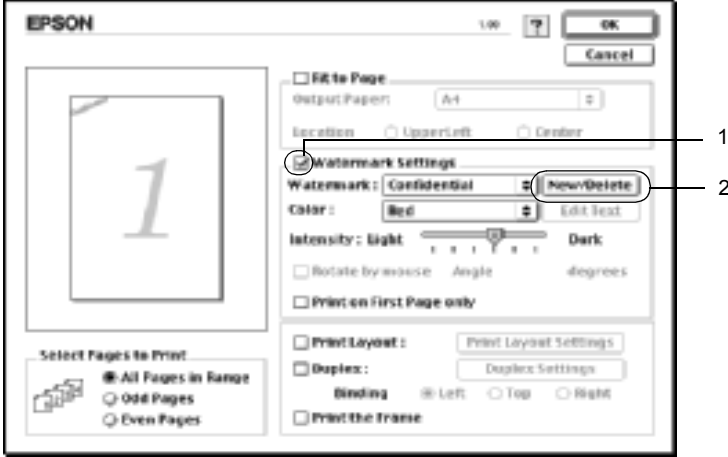 EPSON
1.00 ? OK
Cancel
Fit to Page
Output Paper: A4
Location Upper Left Center
1
Watermark Settings
Watermark: Confidential New/Delete
2
Color: Red Edit Text
Intensity: Light Dark
Rotate by mouse Angle degrees
Print on First Page only
1
Print Layout: Print Layout Settings
Duplex: Duplex Settings
Binding Left Top Right
Print the Frame
Select Pages to Print
All Pages in Range
Odd Pages
Even Pages